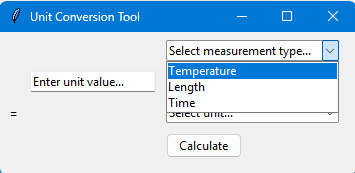 Unit Conversion Tool
Select measurement type...
Temperature
Enter unit value...
Length
Time
=
Select unit...
Calculate